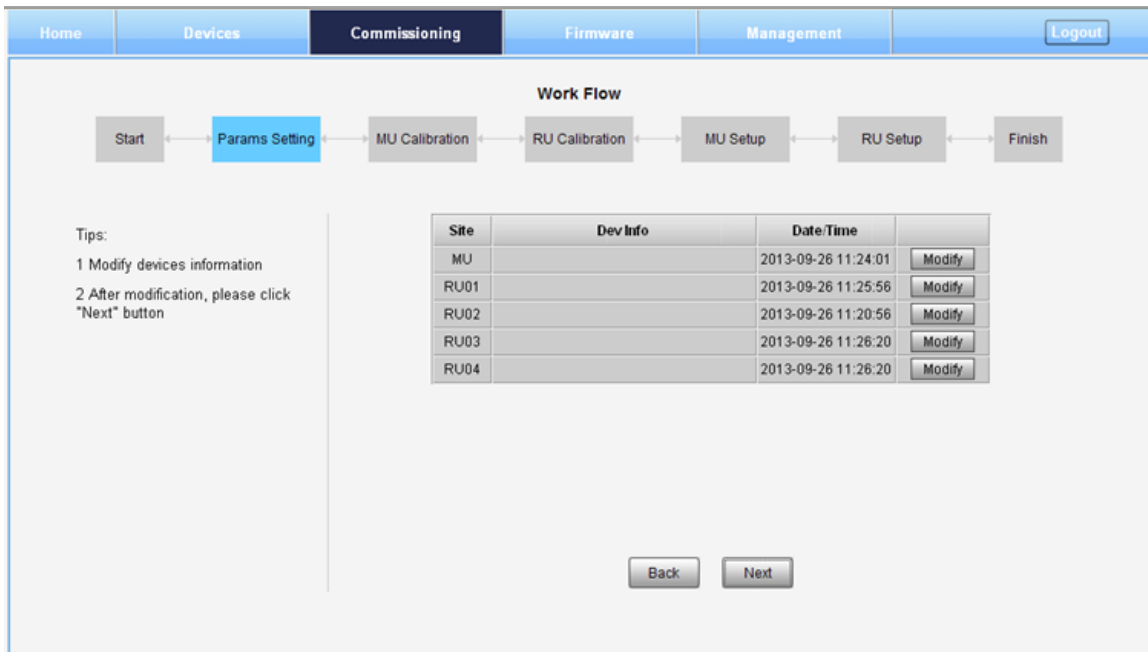 Home Devices Commissioning Firmware Management Logout
Work Flow
Start Params Setting MU Calibration RU Calibration MU Setup RU Setup Finish
Tips:
1 Modify devices information
2 After modification, please click
"Next" button
Site Dev Info Date/Time
MU 2013-09-26 11:24:01 Modify
RU01 2013-09-26 11:25:56 Modify
RU02 2013-09-26 11:20:56 Modify
RU03 2013-09-26 11:26:20 Modify
RU04 2013-09-26 11:26:20 Modify
Back Next